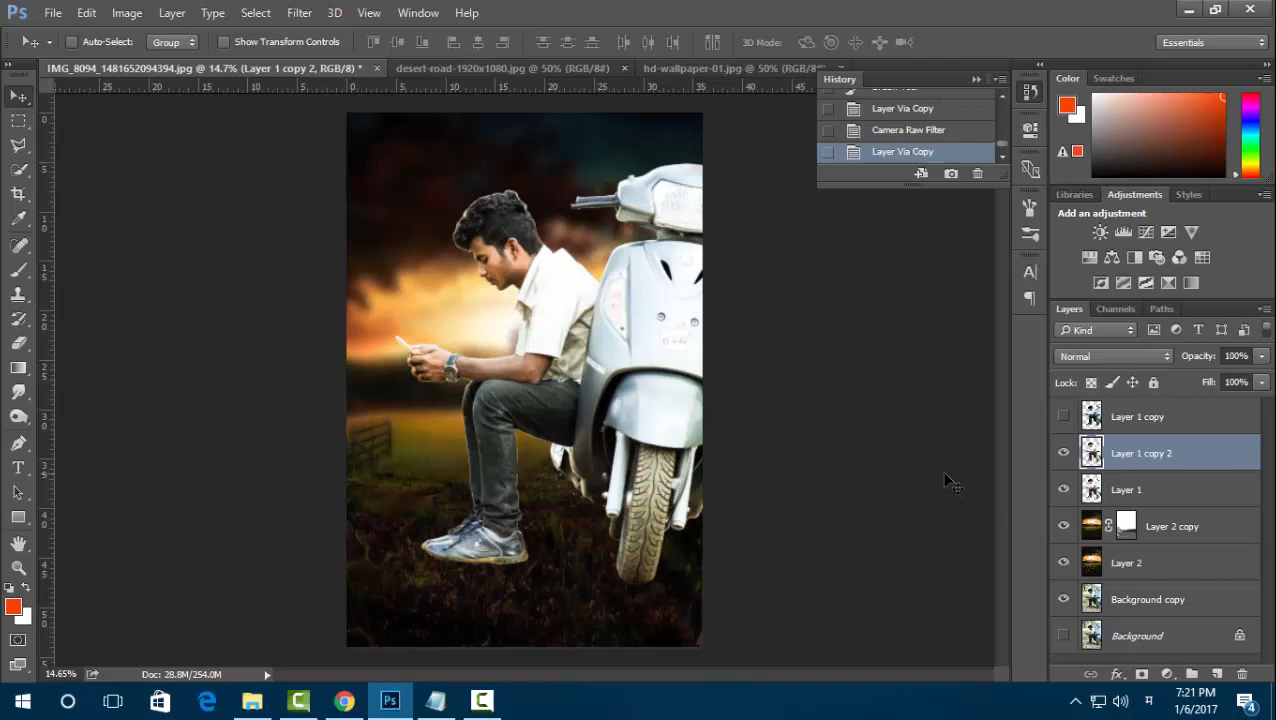 Ps File Edit Image Layer Type Select Filter 3D View Window Help
Auto-Select: Group Show Transform Controls 3D Mode: Essentials
IMG_8094_1481652094394.jpg @ 14.7% (Layer 1 copy 2, RGB/8) * × desert-road-1920x1080.jpg @ 50% (RGB/8#) × hd-wallpaper-01.jpg @ 50% (RGB/8#)
History
Layer Via Copy
Camera Raw Filter
Layer Via Copy
Color Swatches
Libraries Adjustments Styles
Add an adjustment
Layers Channels Paths
Kind
Normal Opacity: 100%
Lock: Fill: 100%
Layer 1 copy
Layer 1 copy 2
Layer 1
Layer 2 copy
Layer 2
Background copy
Background
14.65% Doc: 28.8M/254.0M
7:21 PM
1/6/2017
4